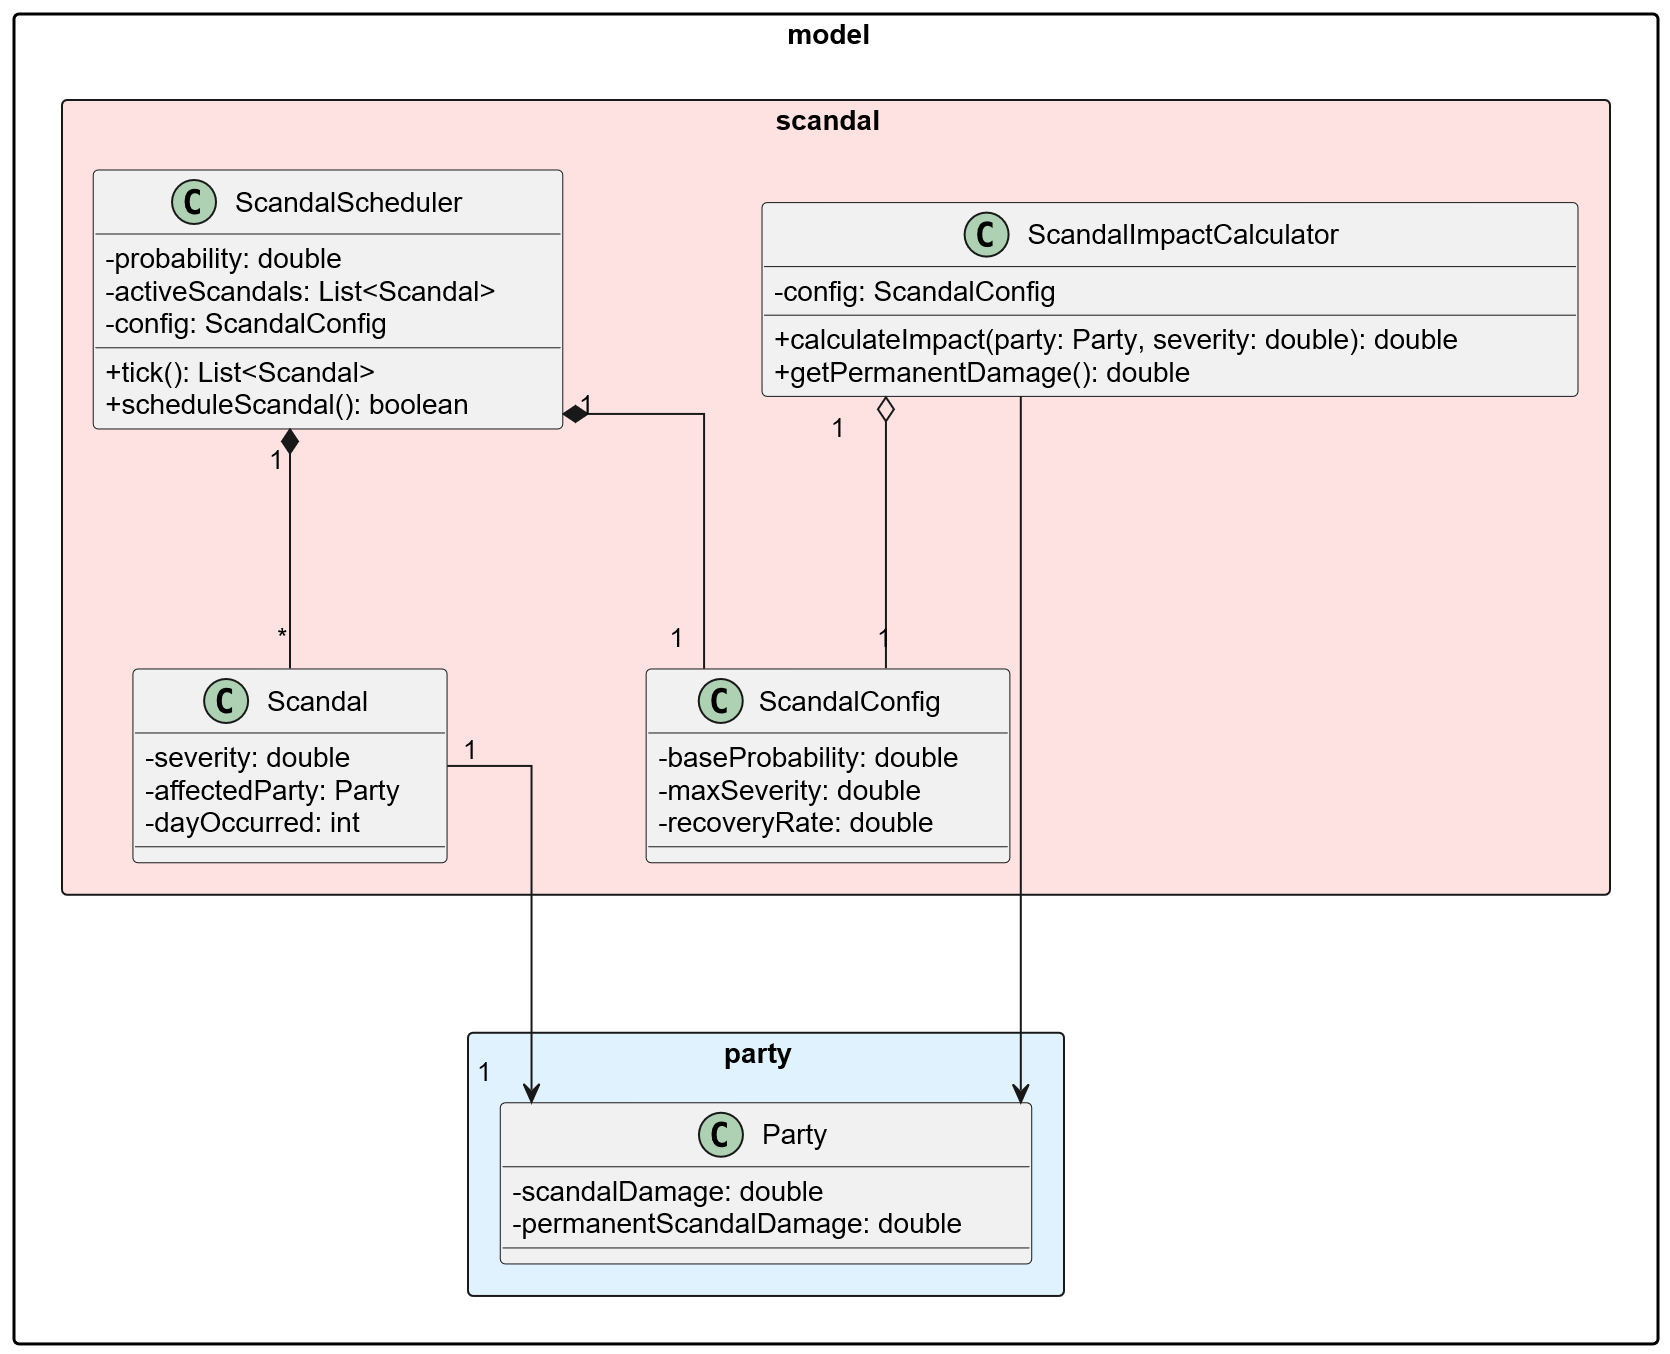 model
scandal
C ScandalScheduler
-probability: double
-activeScandals: List<Scandal>
-config: ScandalConfig
+tick(): List<Scandal>
+scheduleScandal(): boolean
C ScandalImpactCalculator
-config: ScandalConfig
+calculateImpact(party: Party, severity: double): double
+getPermanentDamage(): double
1
1
1
*
1
1
C Scandal
-severity: double
-affectedParty: Party
-dayOccurred: int
1
C ScandalConfig
-baseProbability: double
-maxSeverity: double
-recoveryRate: double
party
1
C Party
-scandalDamage: double
-permanentScandalDamage: double